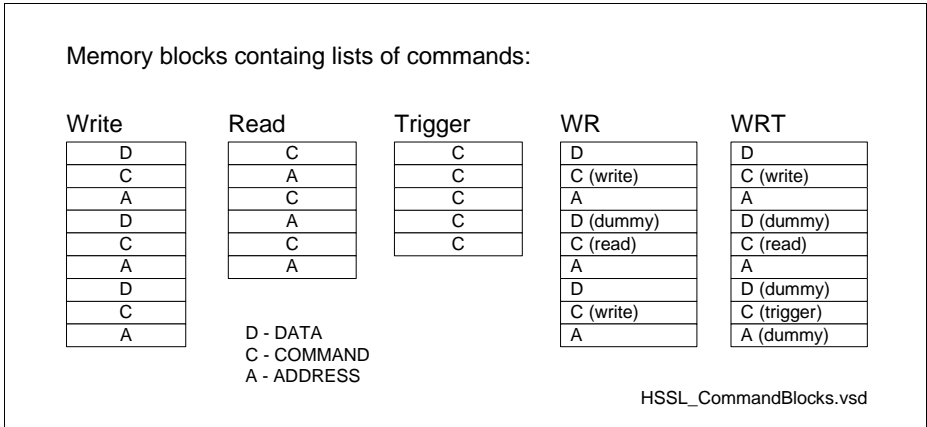 Memory blocks containg lists of commands:
Write Read Trigger WR WRT
D C C D D
C A C C (write) C (write)
A C C A A
D A C D (dummy) D (dummy)
C C C C (read) C (read)
A A A A
D D D (dummy)
C C (write) C (trigger)
A A A (dummy)
D - DATA
C - COMMAND
A - ADDRESS
HSSL_CommandBlocks.vsd